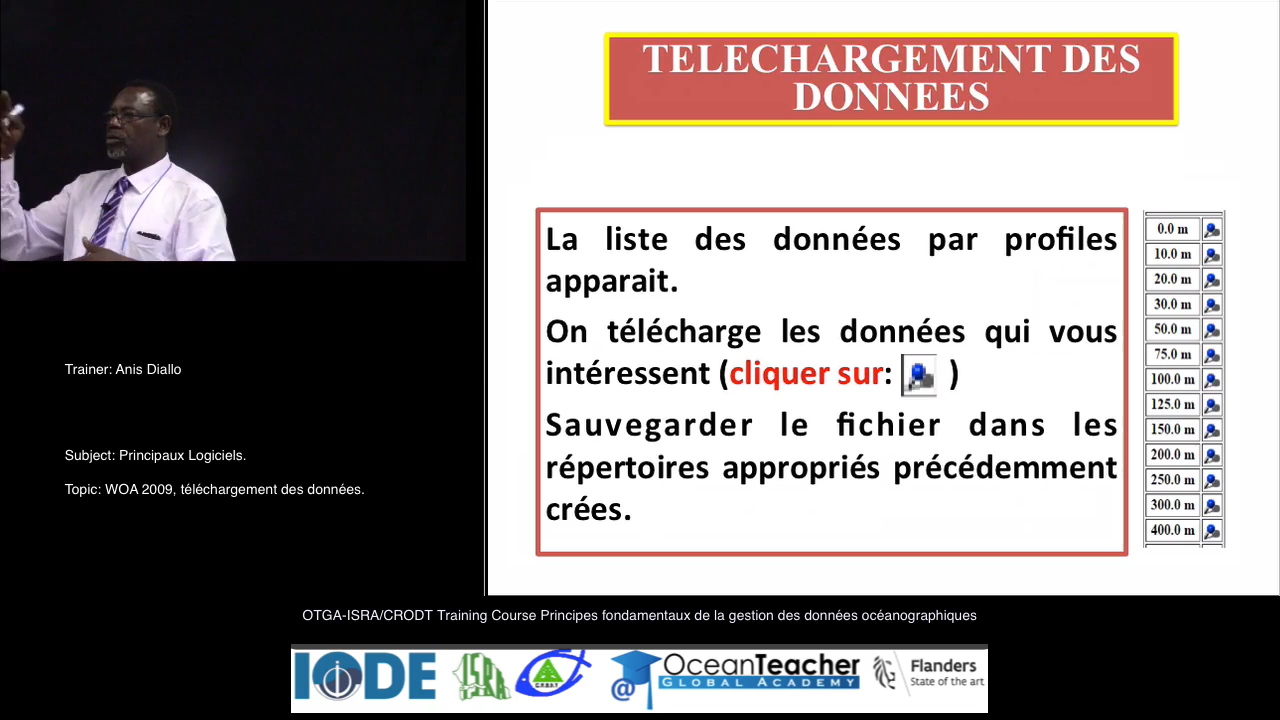 TELECHARGEMENT DES
DONNEES
La liste des données par profiles
apparait.
On télécharge les données qui vous
intéressent (cliquer sur: )
Sauvegarder le fichier dans les
répertoires appropriés précédemment
crées.
0.0 m
10.0 m
20.0 m
30.0 m
50.0 m
75.0 m
100.0 m
125.0 m
150.0 m
200.0 m
250.0 m
300.0 m
400.0 m
Trainer: Anis Diallo
Subject: Principaux Logiciels.
Topic: WOA 2009, téléchargement des données.
OTGA-ISRA/CRODT Training Course Principes fondamentaux de la gestion des données océanographiques
IODE
ISRA
@
OceanTeacher
GLOBAL ACADEMY
Flanders
State of the art